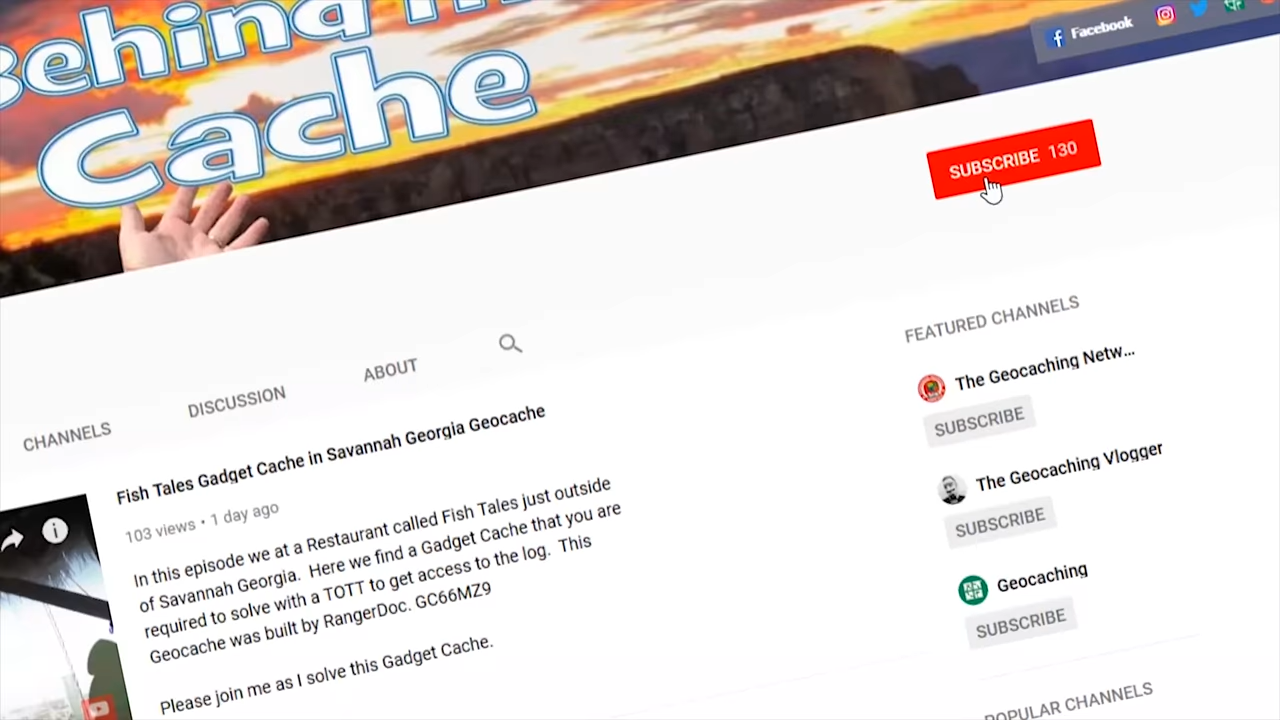 Behind
Cache
Facebook
SUBSCRIBE 130
CHANNELS
DISCUSSION
ABOUT
Fish Tales Gadget Cache in Savannah Georgia Geocache
103 views • 1 day ago
In this episode we at a Restaurant called Fish Tales just outside
of Savannah Georgia. Here we find a Gadget Cache that you are
required to solve with a TOTT to get access to the log. This
Geocache was built by RangerDoc. GC66MZ9
Please join me as I solve this Gadget Cache.
FEATURED CHANNELS
The Geocaching Netw...
SUBSCRIBE
The Geocaching Vlogger
SUBSCRIBE
Geocaching
SUBSCRIBE
POPULAR CHANNELS